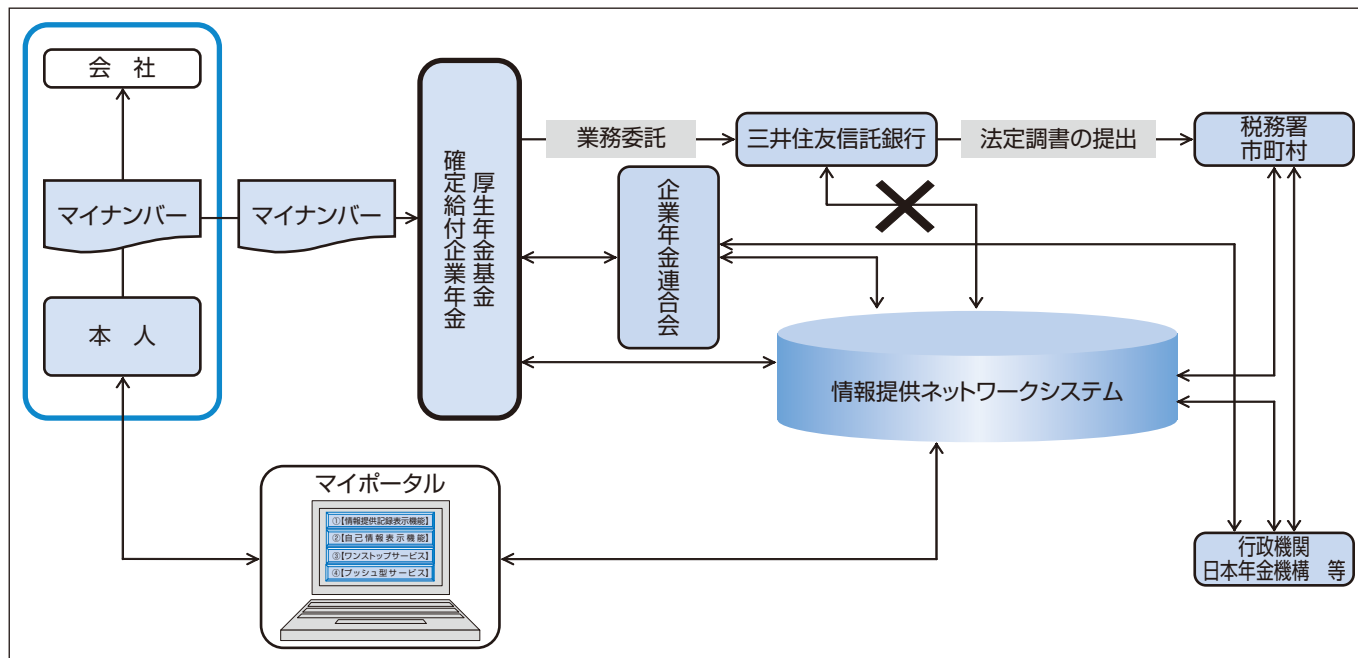 会 社
マイナンバー
本 人
マイナンバー
厚生年金基金
確定給付企業年金
業務委託
三井住友信託銀行
法定調書の提出
税務署
市町村
企業年金連合会
情報提供ネットワークシステム
マイポータル
①【情報提供記録表示機能】
②【自己情報表示機能】
③【ワンストップサービス】
④【プッシュ型サービス】
行政機関
日本年金機構 等